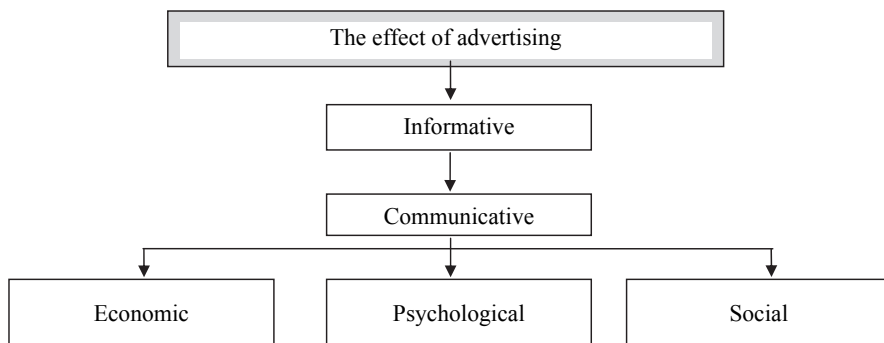 The effect of advertising
Informative
Communicative
Economic
Psychological
Social